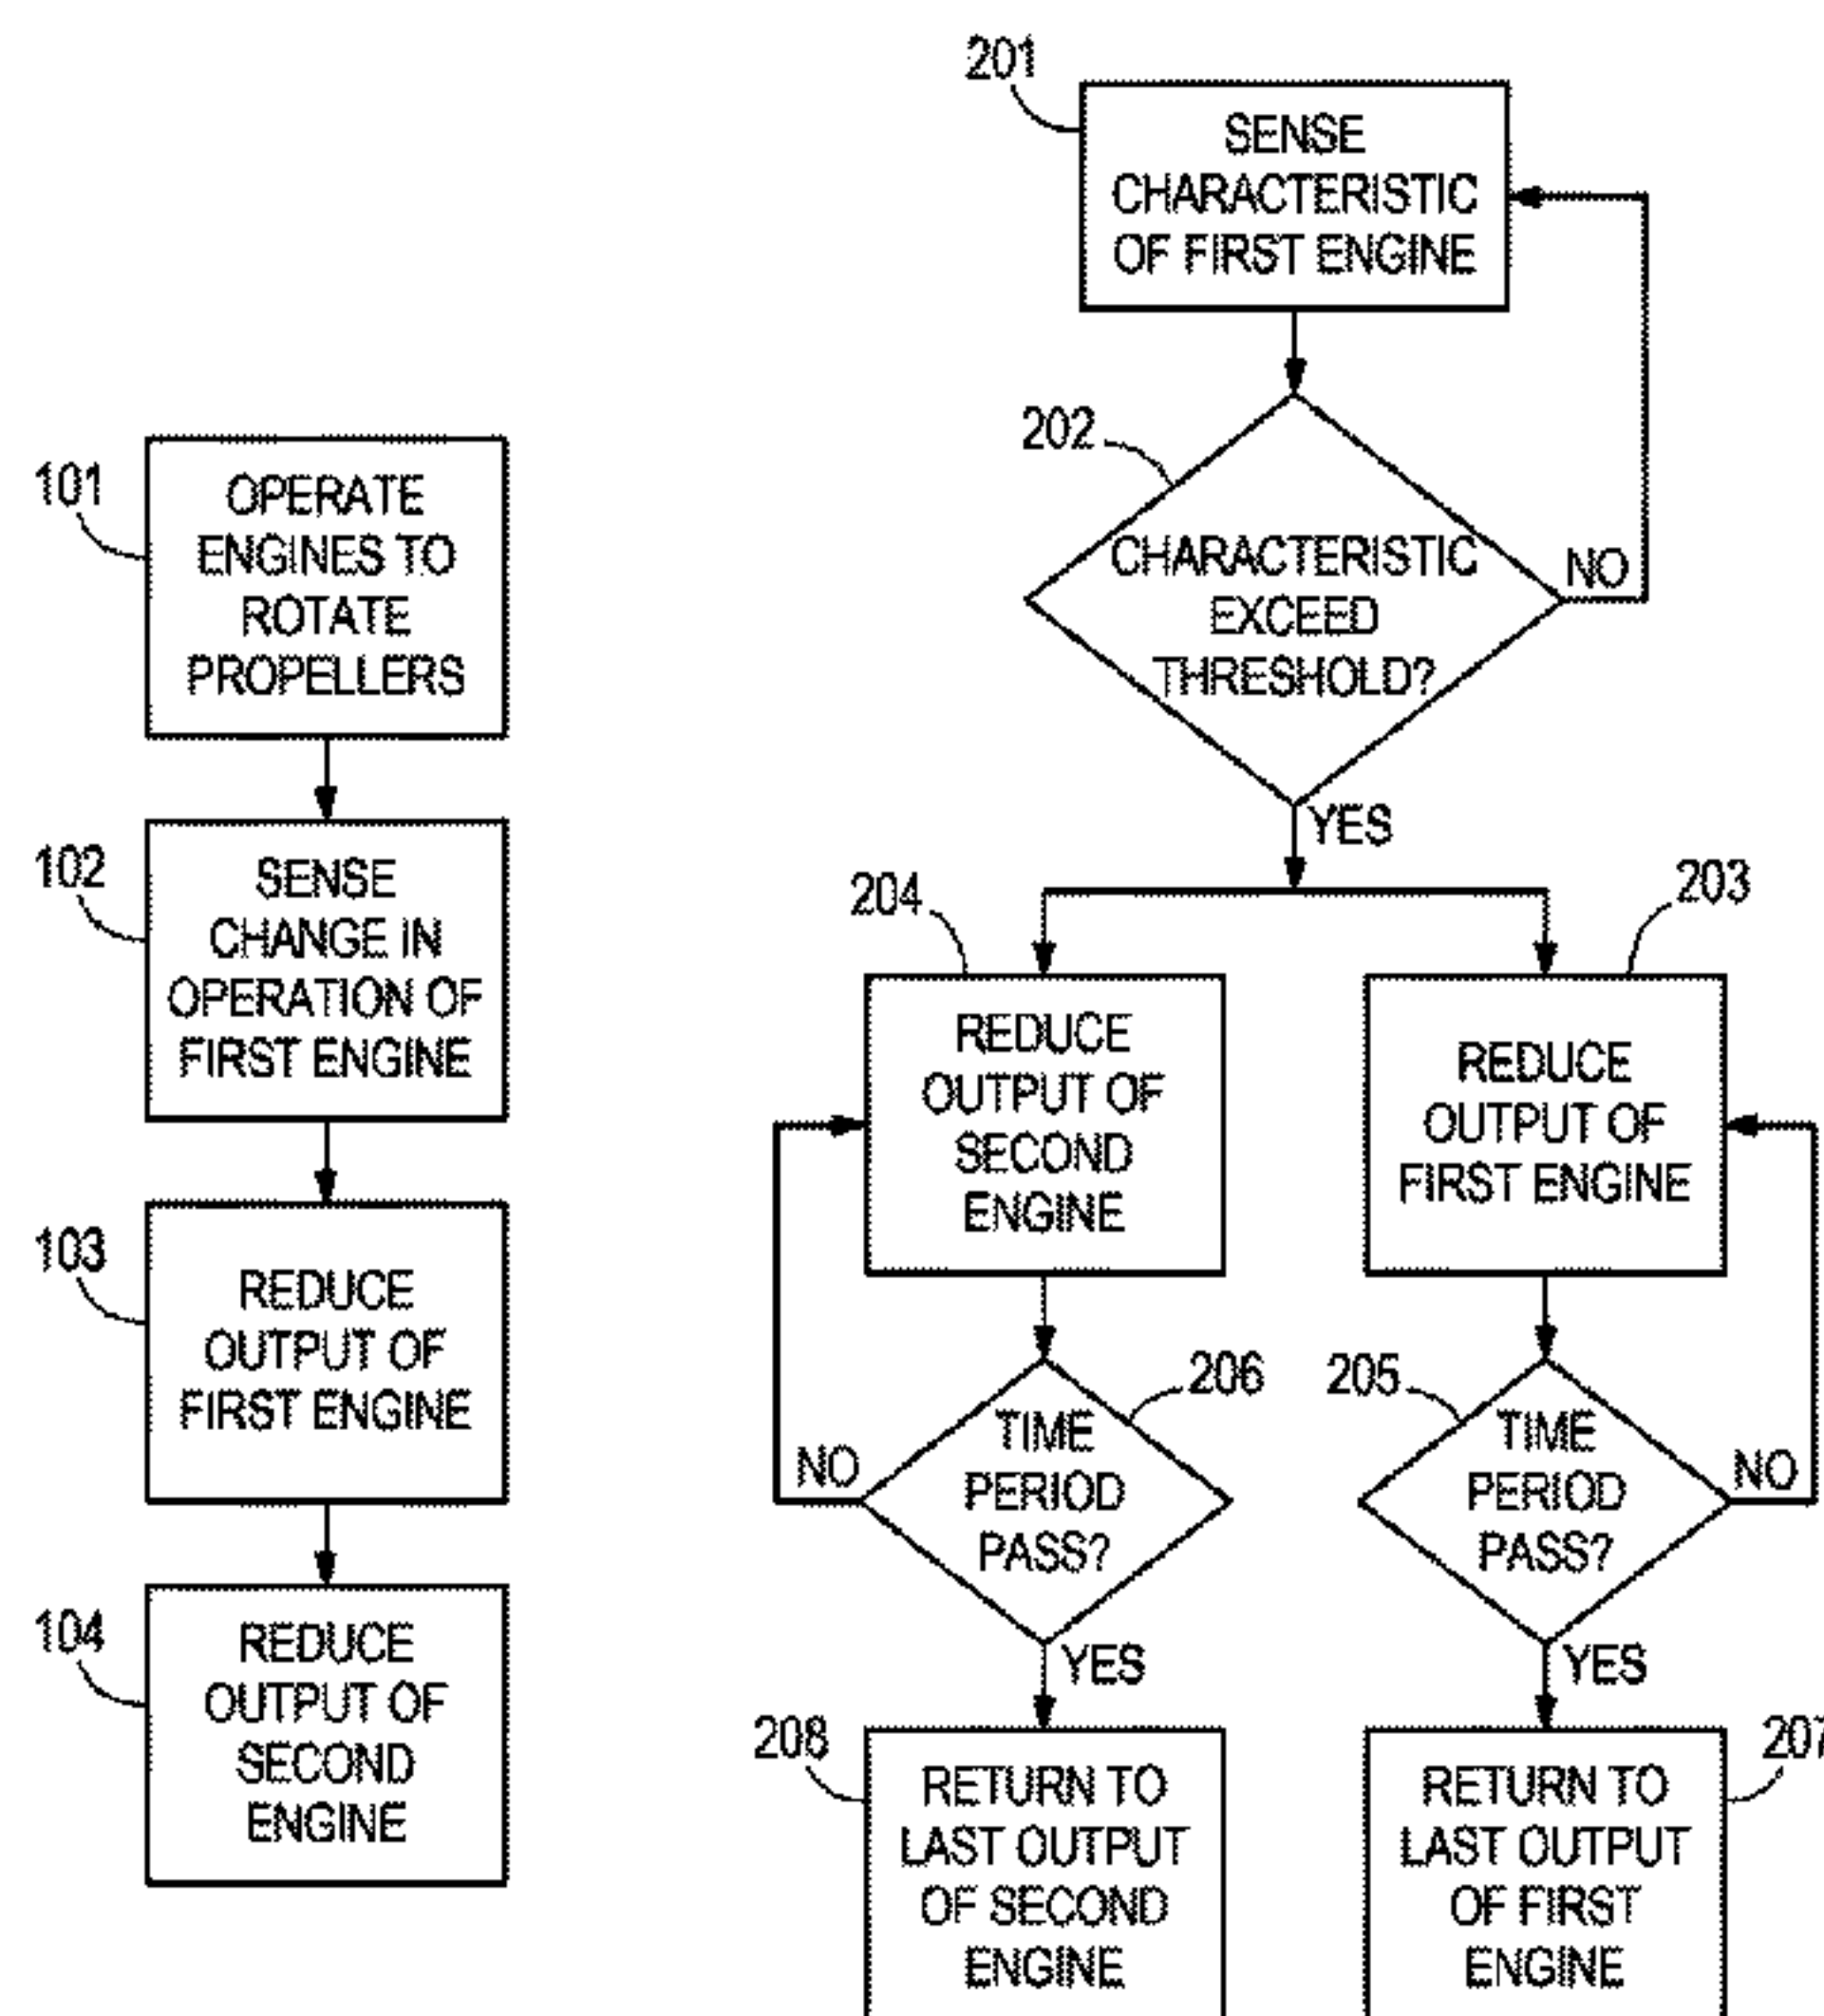 101
OPERATE
ENGINES TO
ROTATE
PROPELLERS
102
SENSE
CHANGE IN
OPERATION OF
FIRST ENGINE
103
REDUCE
OUTPUT OF
FIRST ENGINE
104
REDUCE
OUTPUT OF
SECOND
ENGINE
201
SENSE
CHARACTERISTIC
OF FIRST ENGINE
202
CHARACTERISTIC
EXCEED
THRESHOLD?
NO
YES
204
REDUCE
OUTPUT OF
SECOND
ENGINE
203
REDUCE
OUTPUT OF
FIRST ENGINE
206
TIME
PERIOD
PASS?
NO
YES
205
TIME
PERIOD
PASS?
NO
YES
208
RETURN TO
LAST OUTPUT
OF SECOND
ENGINE
207
RETURN TO
LAST OUTPUT
OF FIRST
ENGINE